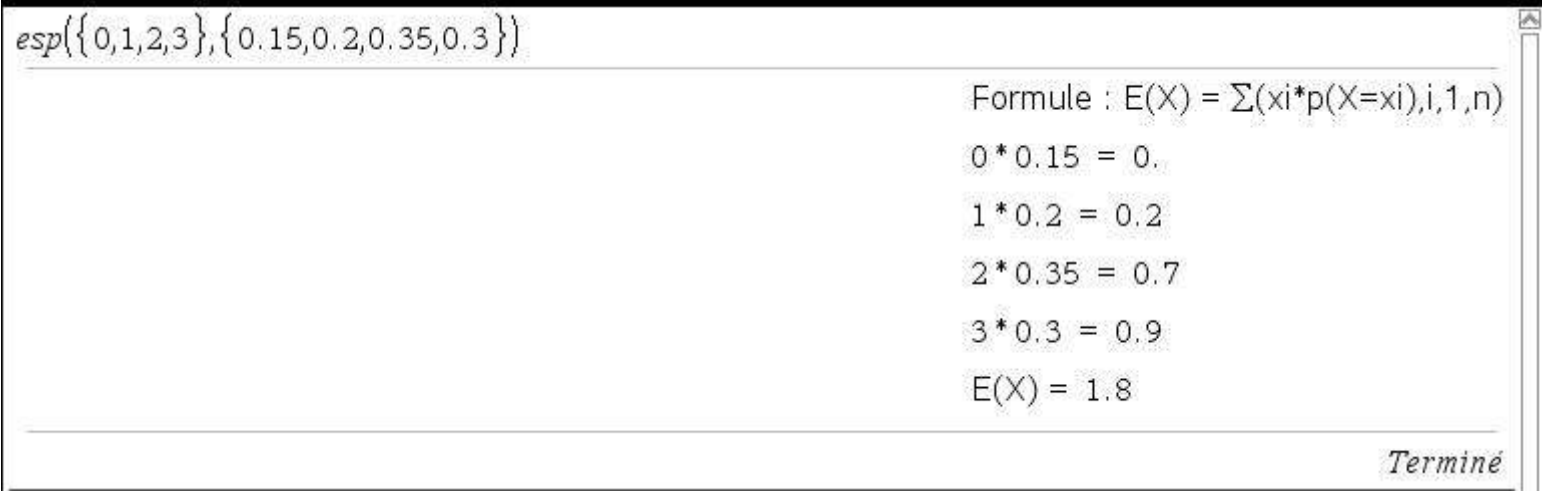 esp({0,1,2,3},{0.15,0.2,0.35,0.3})
Formule : E(X) = ∑(xi*p(X=xi),i,1,n)
0*0.15 = 0.
1*0.2 = 0.2
2*0.35 = 0.7
3*0.3 = 0.9
E(X) = 1.8
Terminé